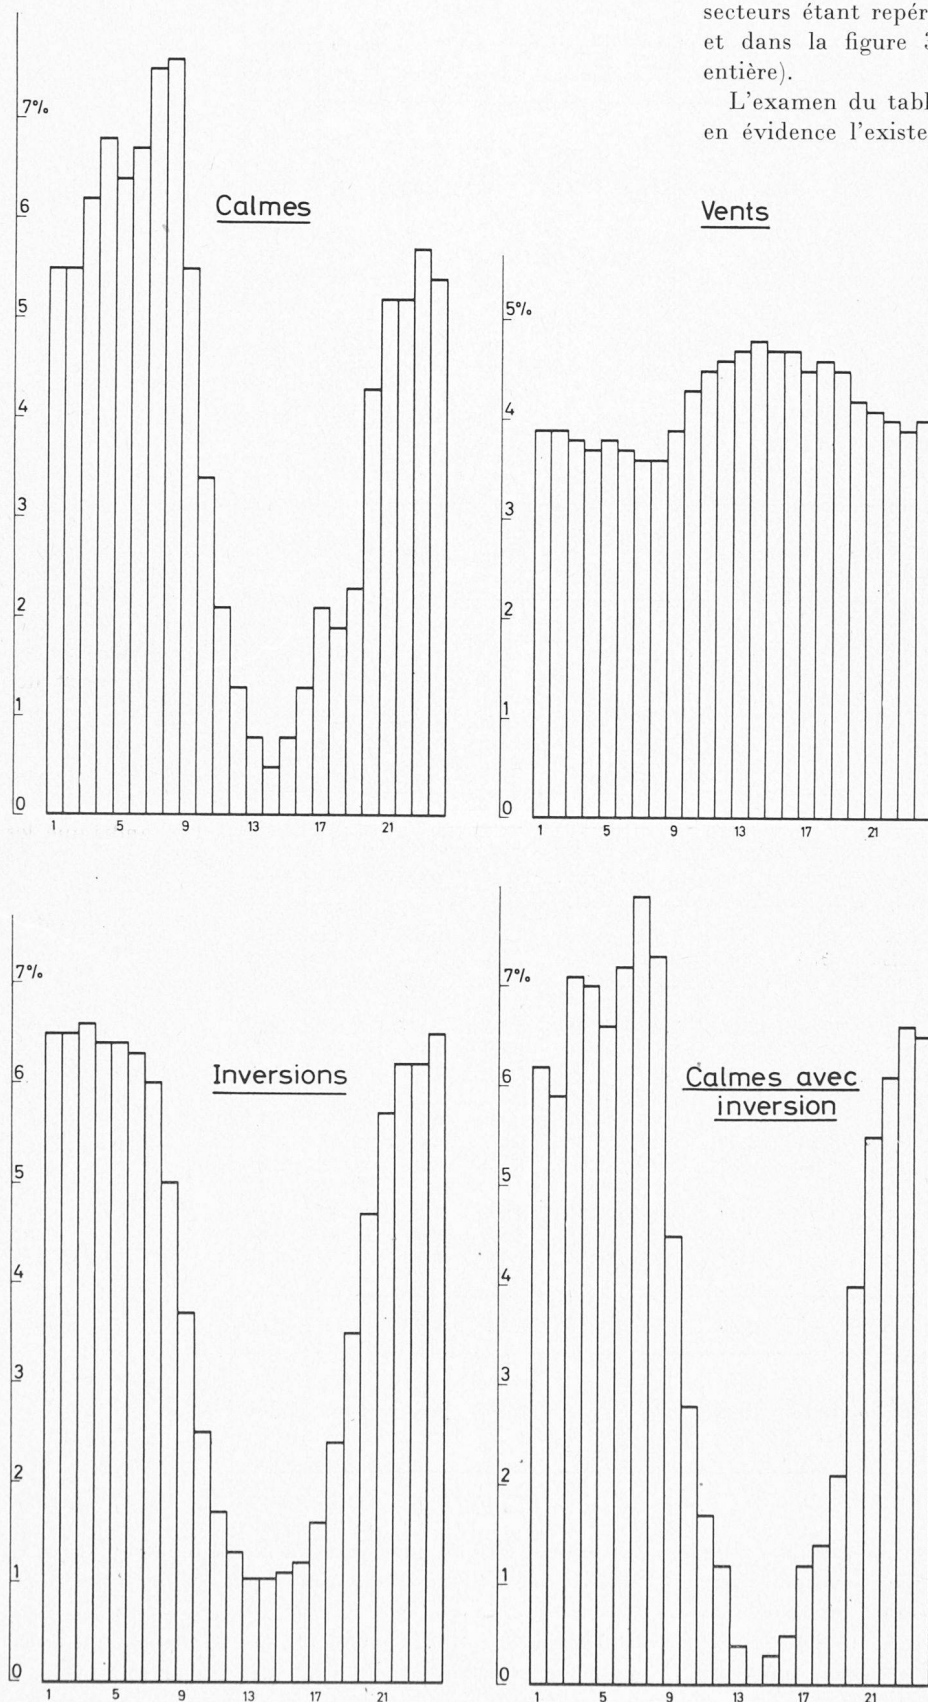 secteurs étant repér
et dans la figure
entière).
L'examen du tabl
en évidence l'existe
Calmes
7%
6
5
4
3
2
1
0
1 5 9 13 17 21
Vents
5%
4
3
2
1
0
1 5 9 13 17 21
Inversions
7%
6
5
4
3
2
1
0
1 5 9 13 17 21
Calmes avec
inversion
7%
6
5
4
3
2
1
0
1 5 9 13 17 21